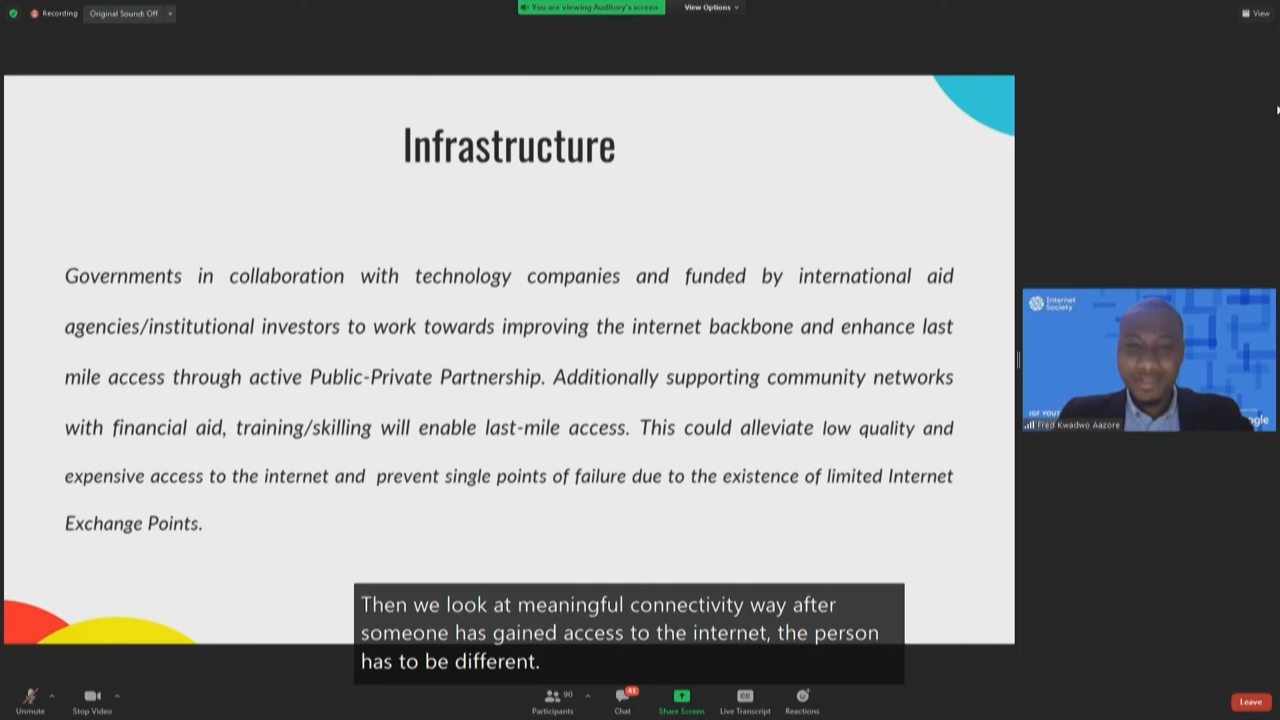 Recording
Original Sound: Off
You are viewing Auditory's screen
View Options
View
Infrastructure
Governments in collaboration with technology companies and funded by international aid
agencies/institutional investors to work towards improving the internet backbone and enhance last
mile access through active Public-Private Partnership. Additionally supporting community networks
with financial aid, training/skilling will enable last-mile access. This could alleviate low quality and
expensive access to the internet and prevent single points of failure due to the existence of limited Internet
Exchange Points.
Internet
Society
IGF YOUT
gle
Fred Kwadwo Aazore
Then we look at meaningful connectivity way after
someone has gained access to the internet, the person
has to be different.
Unmute
Stop Video
Participants
90
Chat
41
Share Screen
CC
Live Transcript
Reactions
Leave